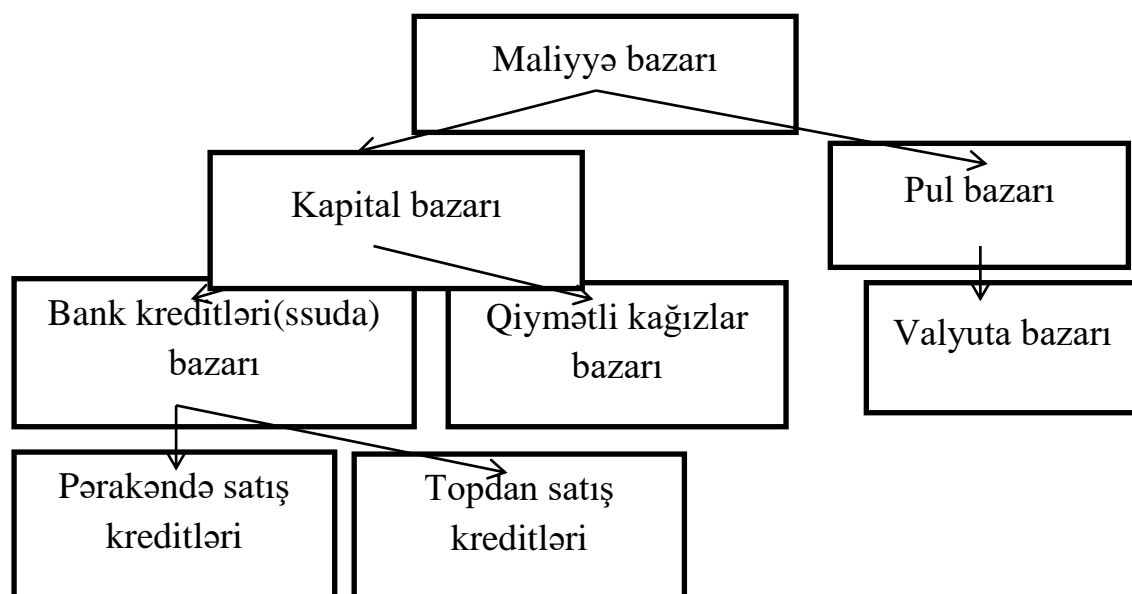 Maliyyə bazarı
Kapital bazarı
Pul bazarı
Bank kreditləri(ssuda)
bazarı
Qiymətli kağızlar
bazarı
Valyuta bazarı
Pərakəndə satış
kreditləri
Topdan satış
kreditləri